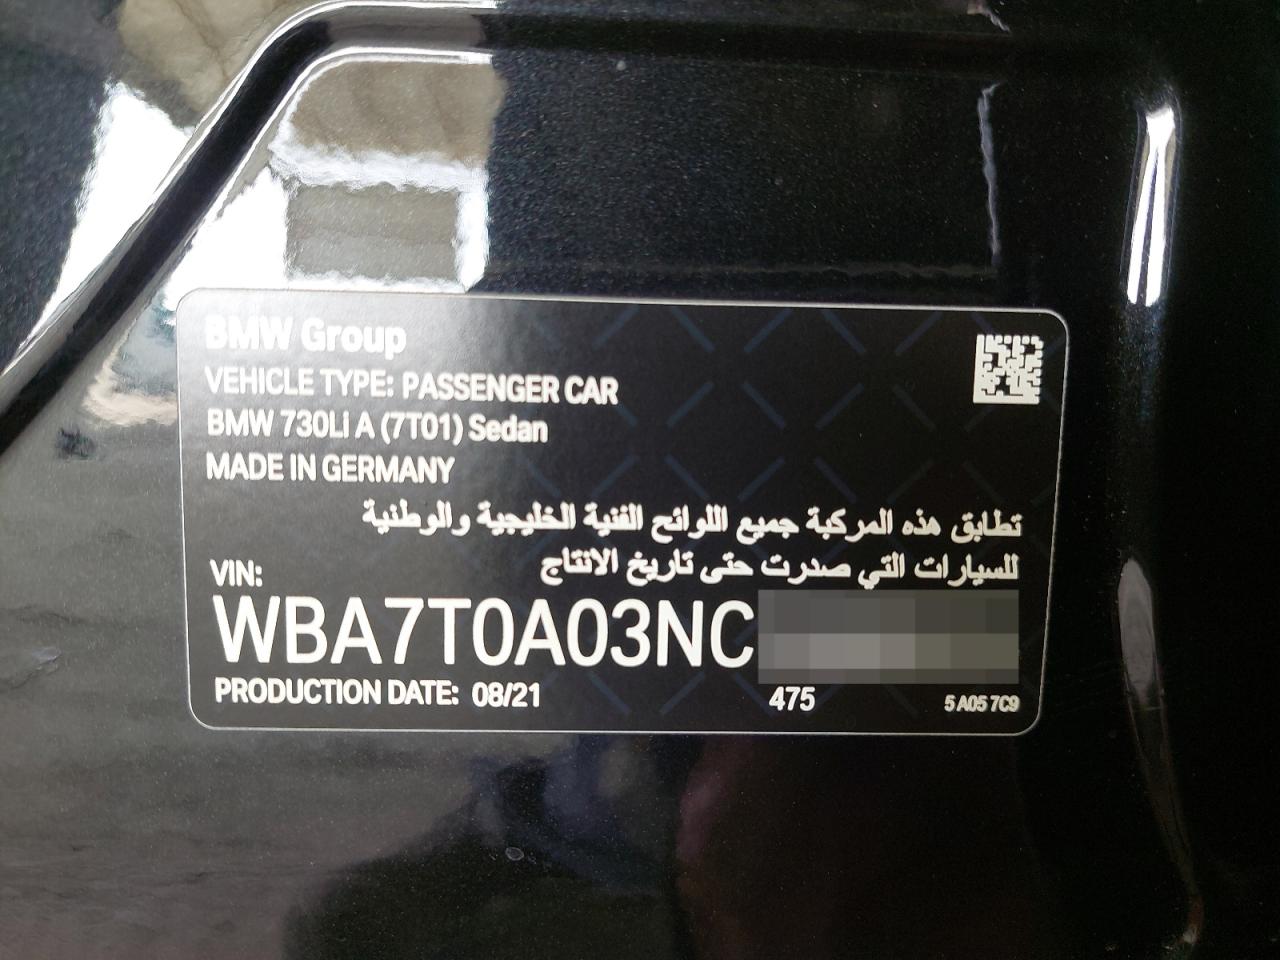 BMW Group
VEHICLE TYPE: PASSENGER CAR
BMW 730Li A (7T01) Sedan
MADE IN GERMANY
تطابق هذه المركبة جميع اللوائح الفنية الخليجية والوطنية
للسيارات التي صدرت حتى تاريخ الانتاج
VIN:
WBA7T0A03NC
PRODUCTION DATE: 08/21
475
5 A05 7C9